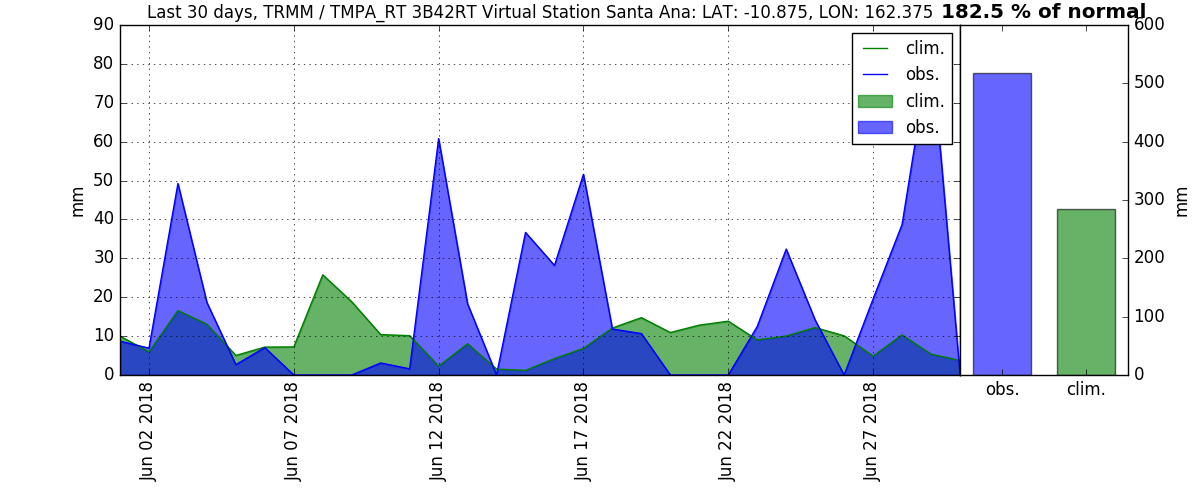 Last 30 days, TRMM / TMPA_RT 3B42RT Virtual Station Santa Ana: LAT: -10.875, LON: 162.375 182.5 % of normal
90
80
70
60
50
40
30
20
10
0
mm
clim.
obs.
clim.
obs.
Jun 02 2018
Jun 07 2018
Jun 12 2018
Jun 17 2018
Jun 22 2018
Jun 27 2018
600
500
400
300
200
100
0
mm
obs.
clim.